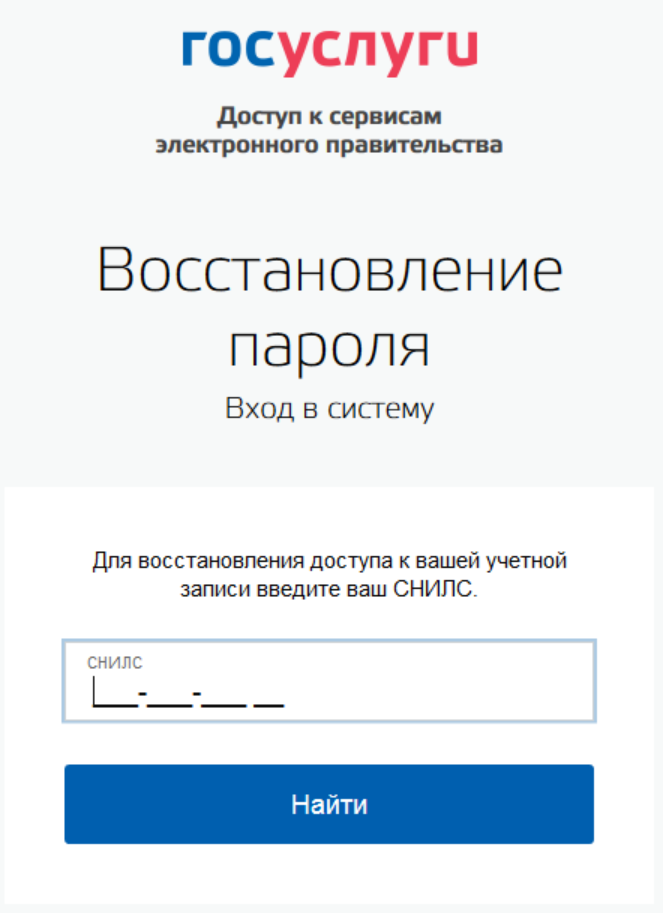 госуслуги
Доступ к сервисам
электронного правительства
Восстановление
пароля
Вход в систему
Для восстановления доступа к вашей учетной
записи введите ваш СНИЛС.
СНИЛС
___-___-___ __
Найти